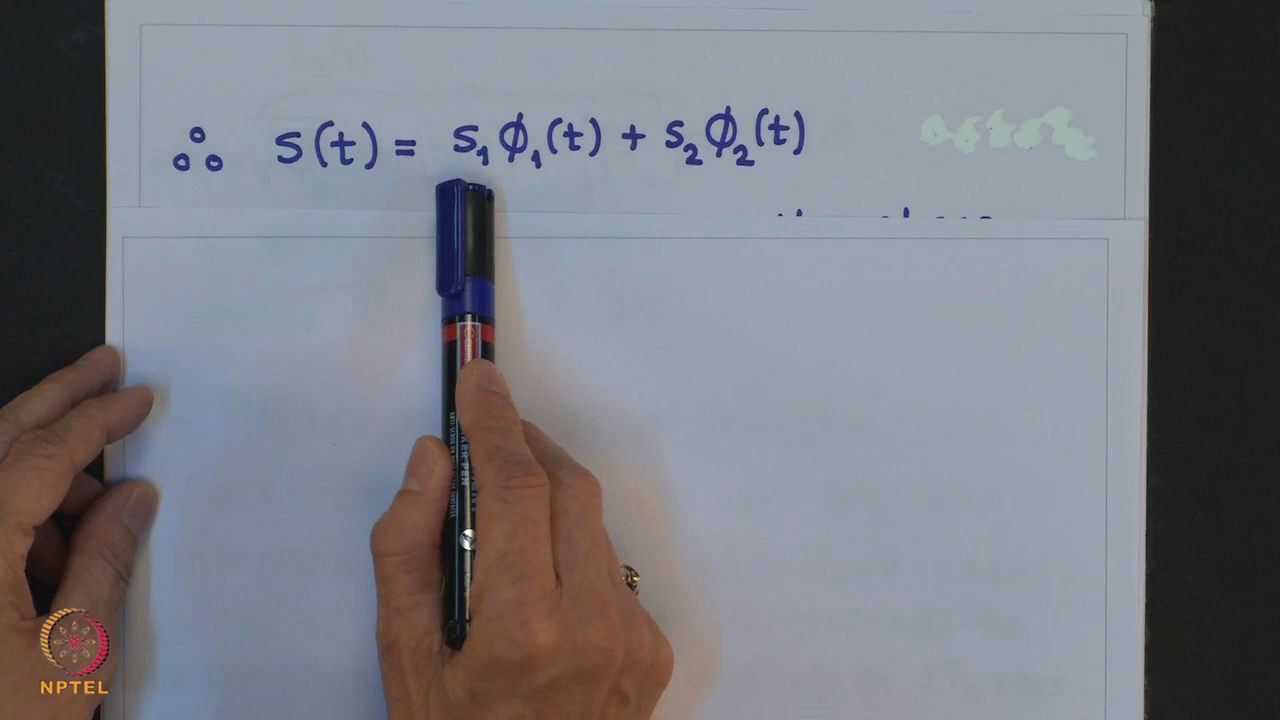 ∴ s(t) = s₁ϕ₁(t) + s₂ϕ₂(t)
NPTEL